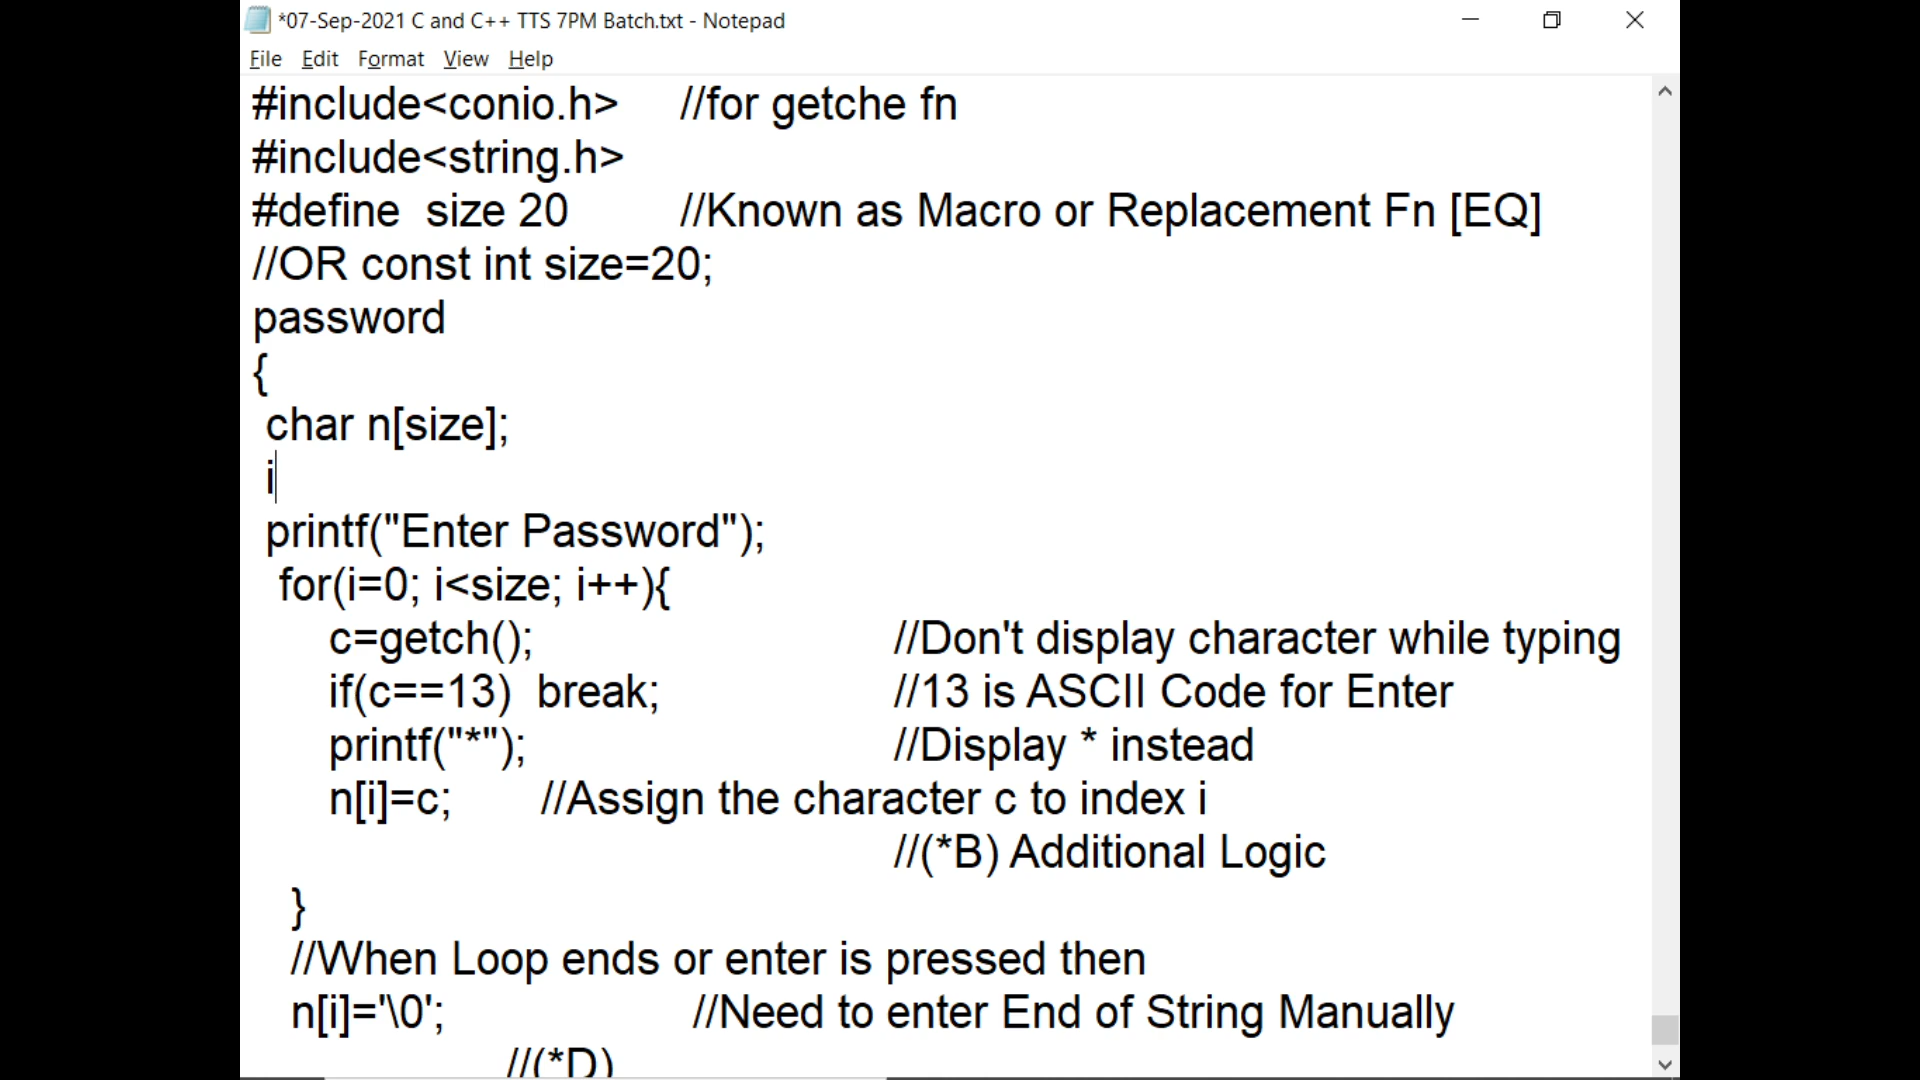 *07-Sep-2021 C and C++ TTS 7PM Batch.txt - Notepad
File Edit Format View Help
#include<conio.h> //for getche fn
#include<string.h>
#define size 20 //Known as Macro or Replacement Fn [EQ]
//OR const int size=20;
password
{
char n[size];
i
printf("Enter Password");
for(i=0; i<size; i++){
c=getch(); //Don't display character while typing
if(c==13) break; //13 is ASCII Code for Enter
printf("*"); //Display * instead
n[i]=c; //Assign the character c to index i
//(*B) Additional Logic
}
//When Loop ends or enter is pressed then
n[i]='\0'; //Need to enter End of String Manually
//(*D)